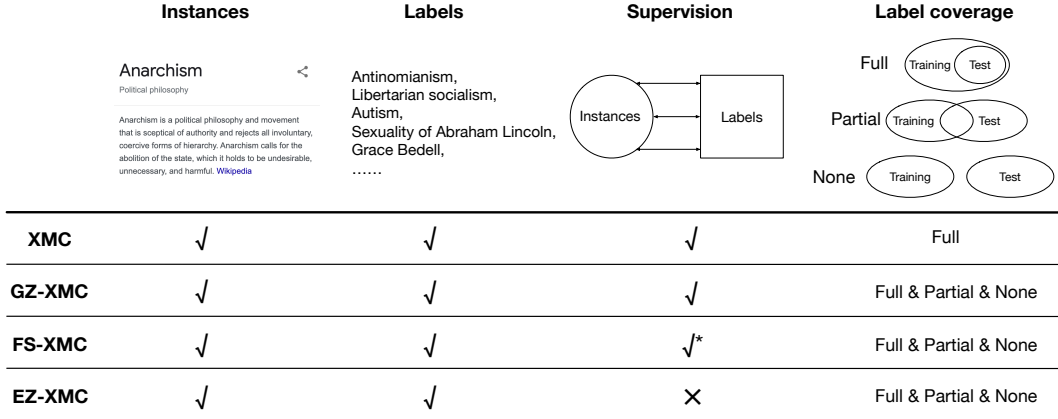 Instances Labels Supervision Label coverage
Anarchism
Political philosophy
Anarchism is a political philosophy and movement
that is sceptical of authority and rejects all involuntary,
coercive forms of hierarchy. Anarchism calls for the
abolition of the state, which it holds to be undesirable,
unnecessary, and harmful. Wikipedia
Antinomianism,
Libertarian socialism,
Autism,
Sexuality of Abraham Lincoln,
Grace Bedell,
......
Instances Labels
Full Training Test
Partial Training Test
None Training Test
XMC √ √ √ Full
GZ-XMC √ √ √ Full & Partial & None
FS-XMC √ √ √* Full & Partial & None
EZ-XMC √ √ × Full & Partial & None